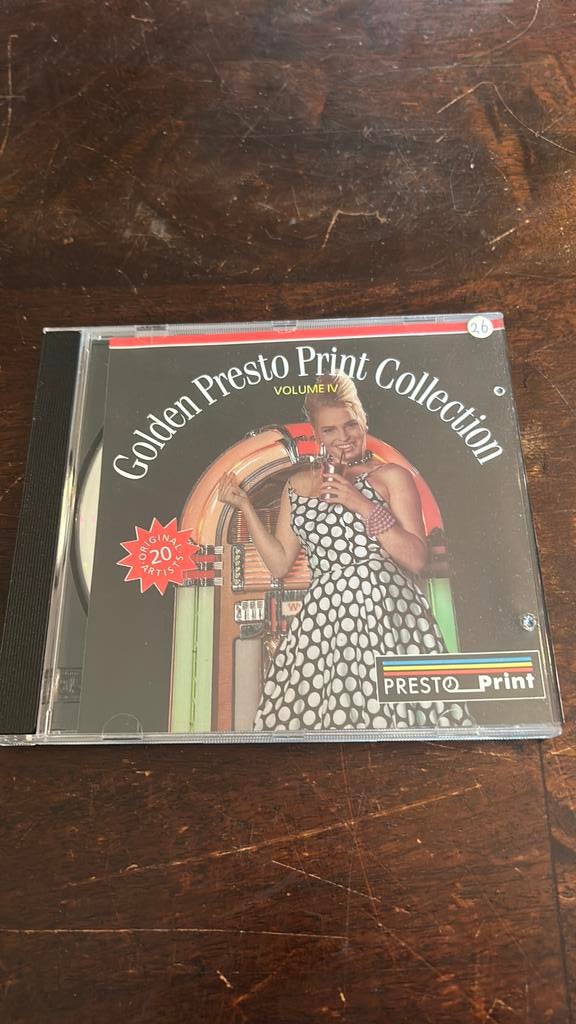 26
Golden Presto Print Collection
VOLUME IV
ORIGINAL
20
ARTISTS
PRESTO Print